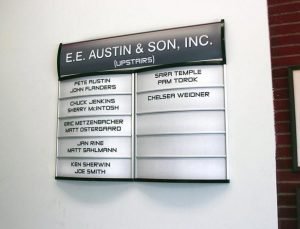 E.E. AUSTIN & SON, INC.
(UPSTAIRS)
PETE AUSTIN
JOHN FLANDERS
CHUCK JENKINS
SHERRY McINTOSH
ERIC METZENBACHER
MATT OSTERGAARD
JAN RINE
MATT SAHLMANN
KEN SHERWIN
JOE SMITH
SARA TEMPLE
PAM TOROK
CHELSEA WEIDNER